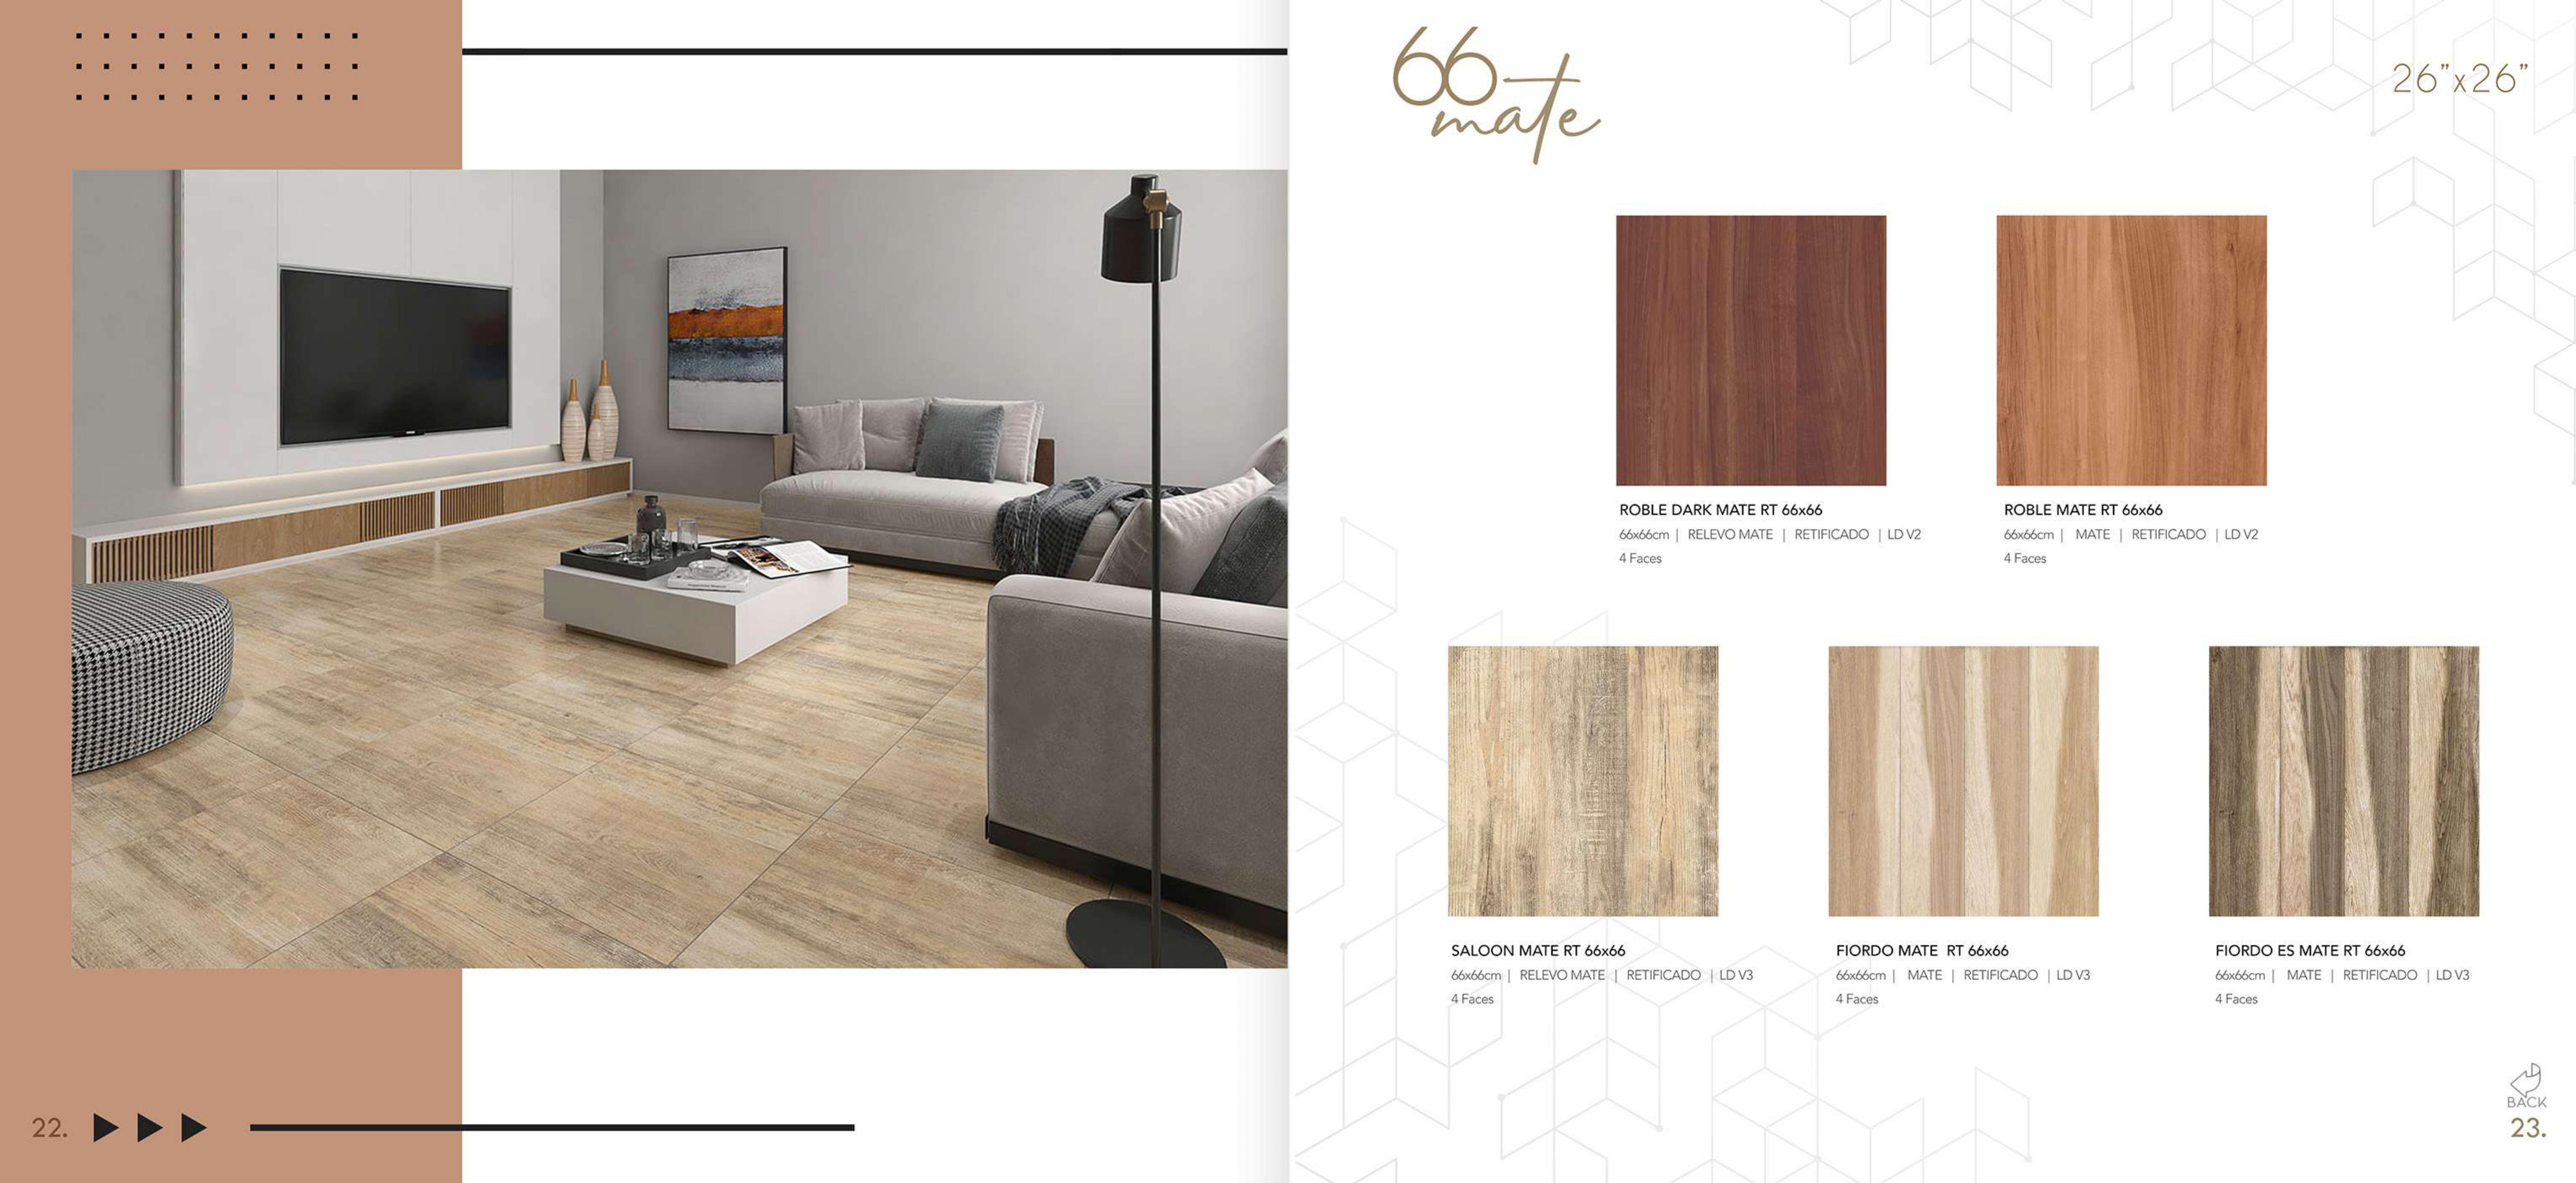 22.
66
mate
26”x26”
ROBLE DARK MATE RT 66x66
66x66cm | RELEVO MATE | RETIFICADO | LD V2
4 Faces
ROBLE MATE RT 66x66
66x66cm | MATE | RETIFICADO | LD V2
4 Faces
SALOON MATE RT 66x66
66x66cm | RELEVO MATE | RETIFICADO | LD V3
4 Faces
FIORDO MATE RT 66x66
66x66cm | MATE | RETIFICADO | LD V3
4 Faces
FIORDO ES MATE RT 66x66
66x66cm | MATE | RETIFICADO | LD V3
4 Faces
BACK
23.